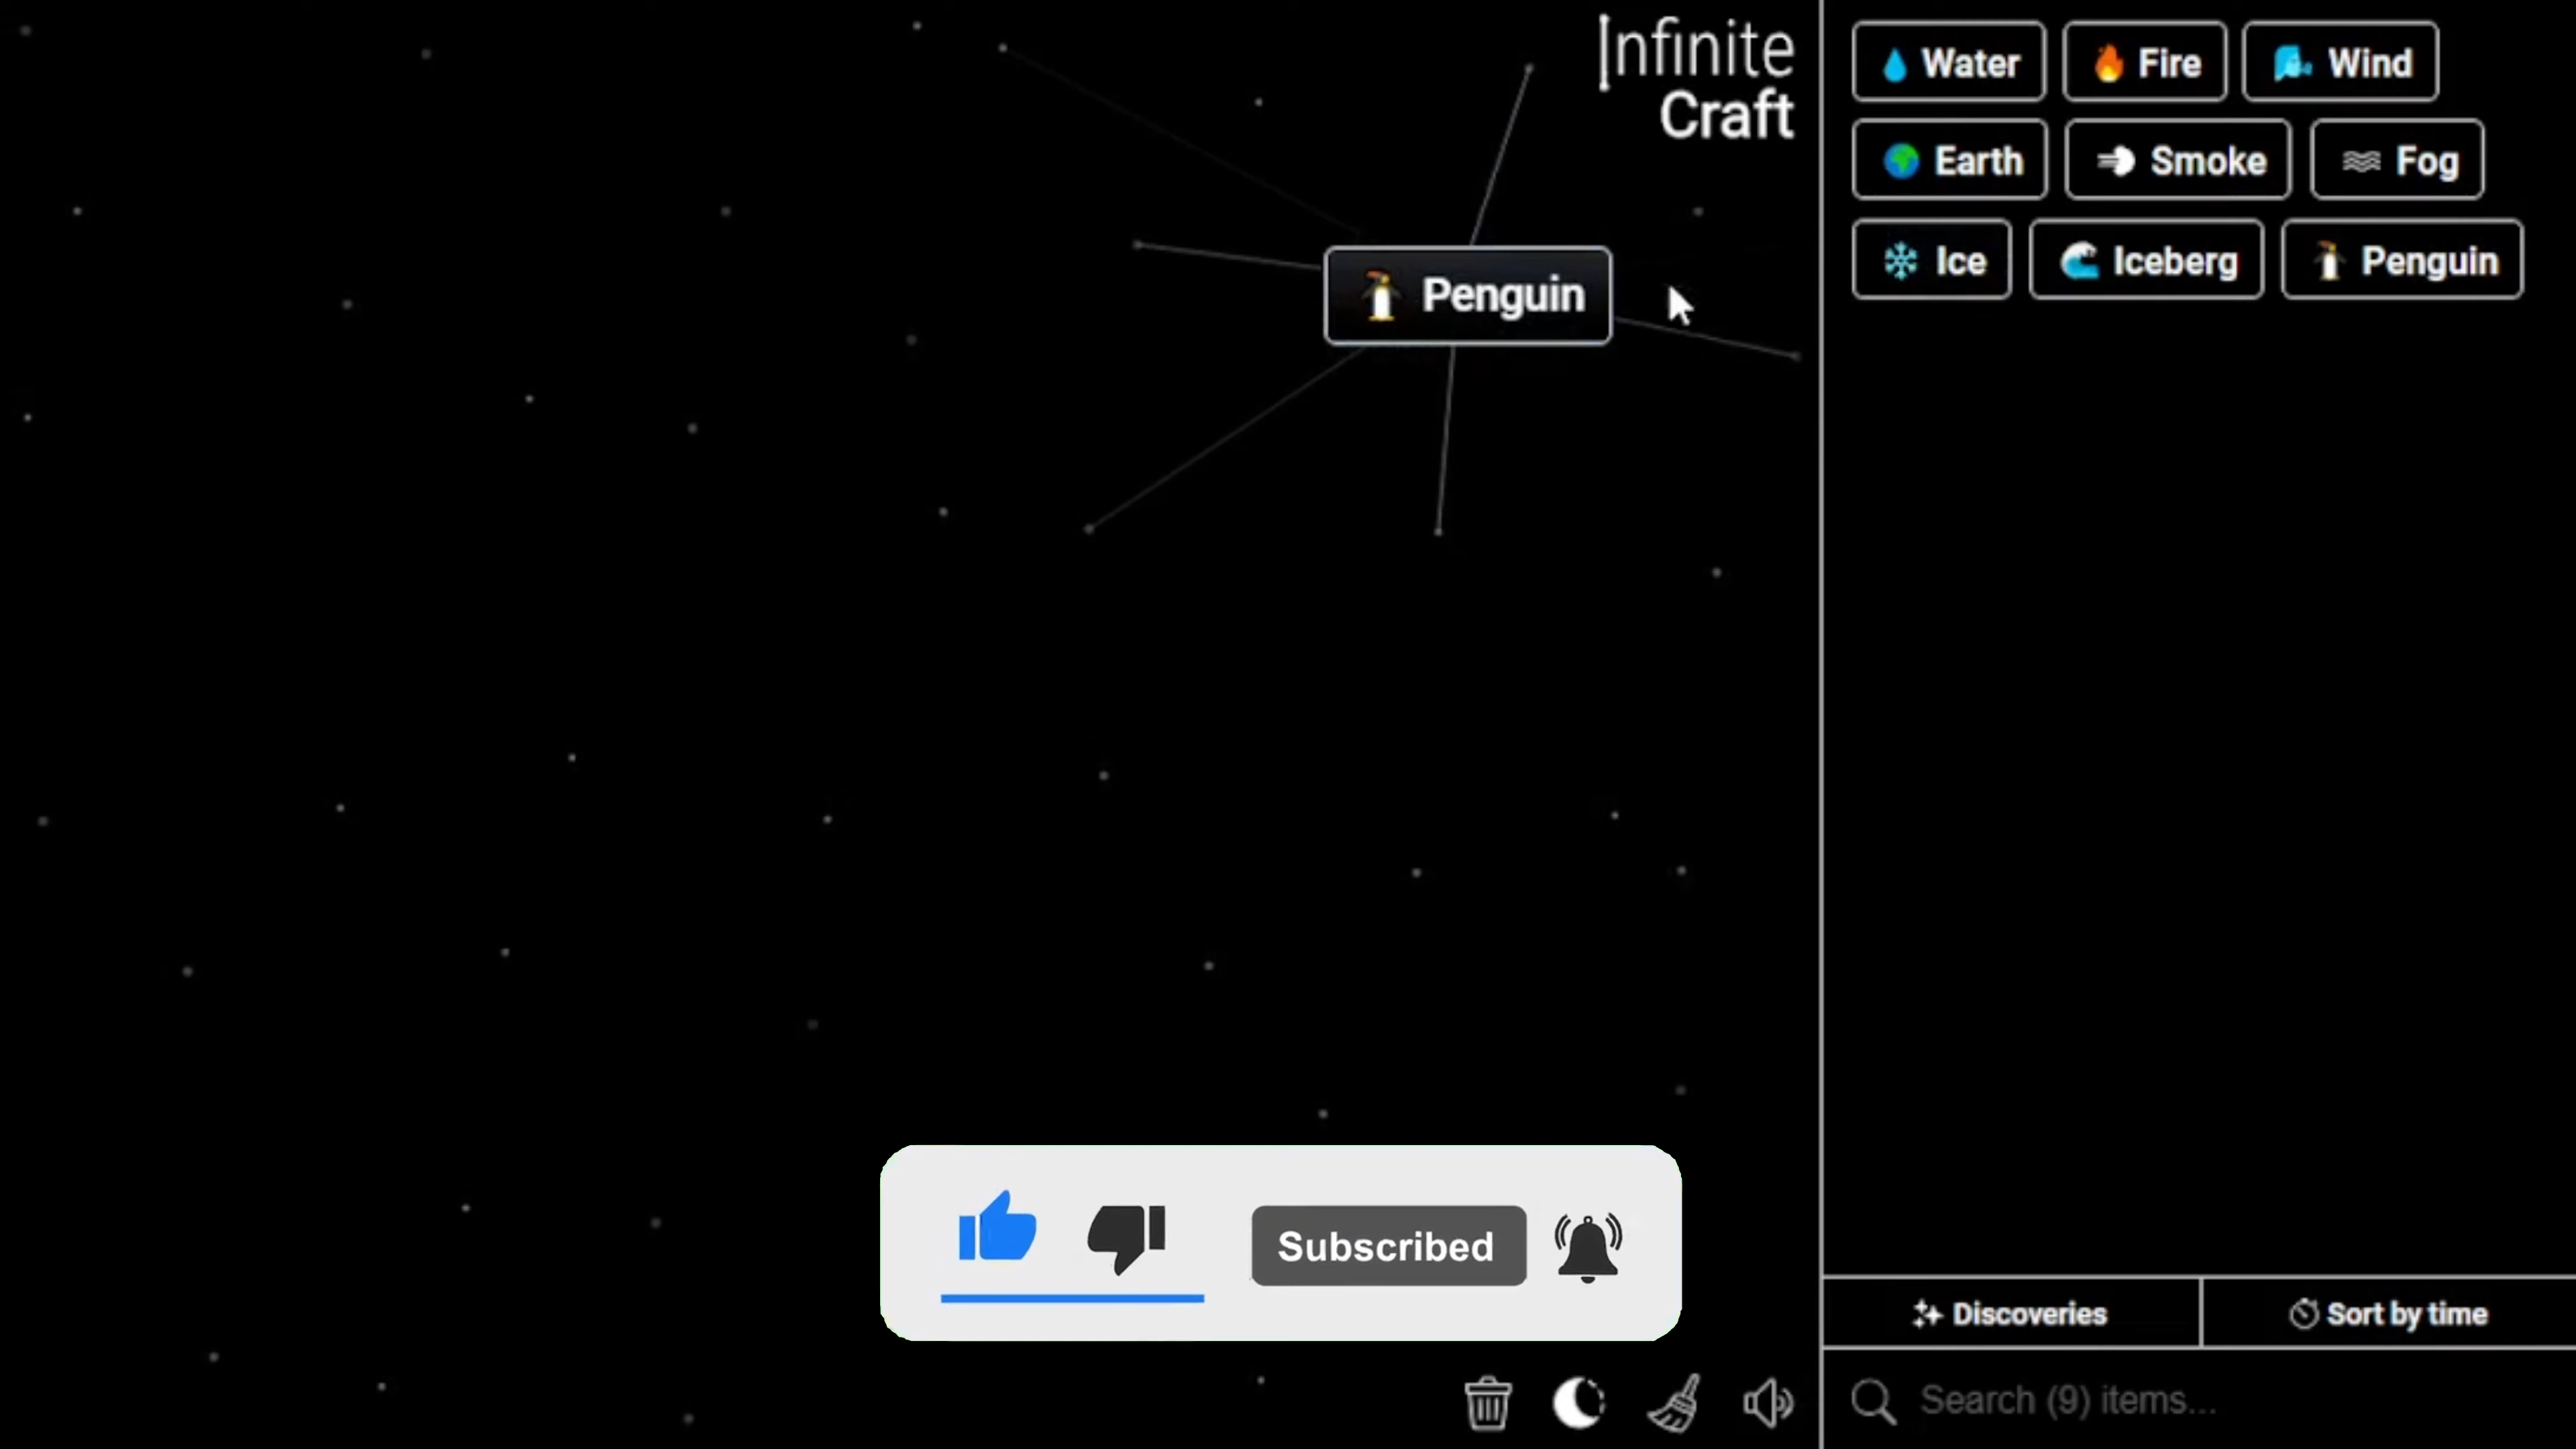 Infinite
Craft
Water Fire Wind
Earth Smoke Fog
Ice Iceberg Penguin
Penguin
Subscribed
Discoveries Sort by time
Search (9) items...